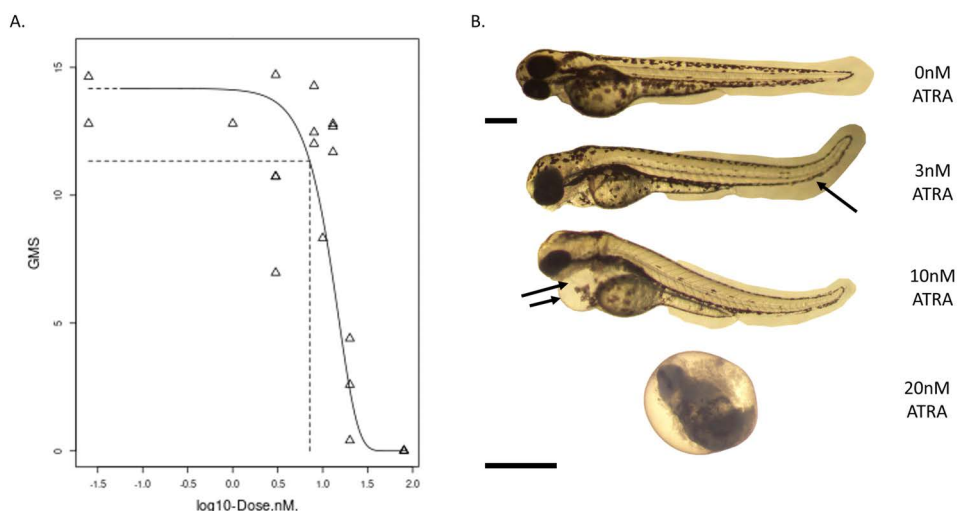 A.
B.
15
10
5
0
GMS
-1.5 -1.0 -0.5 0.0 0.5 1.0 1.5 2.0
log10-Dose.nM.
0nM
ATRA
3nM
ATRA
10nM
ATRA
20nM
ATRA